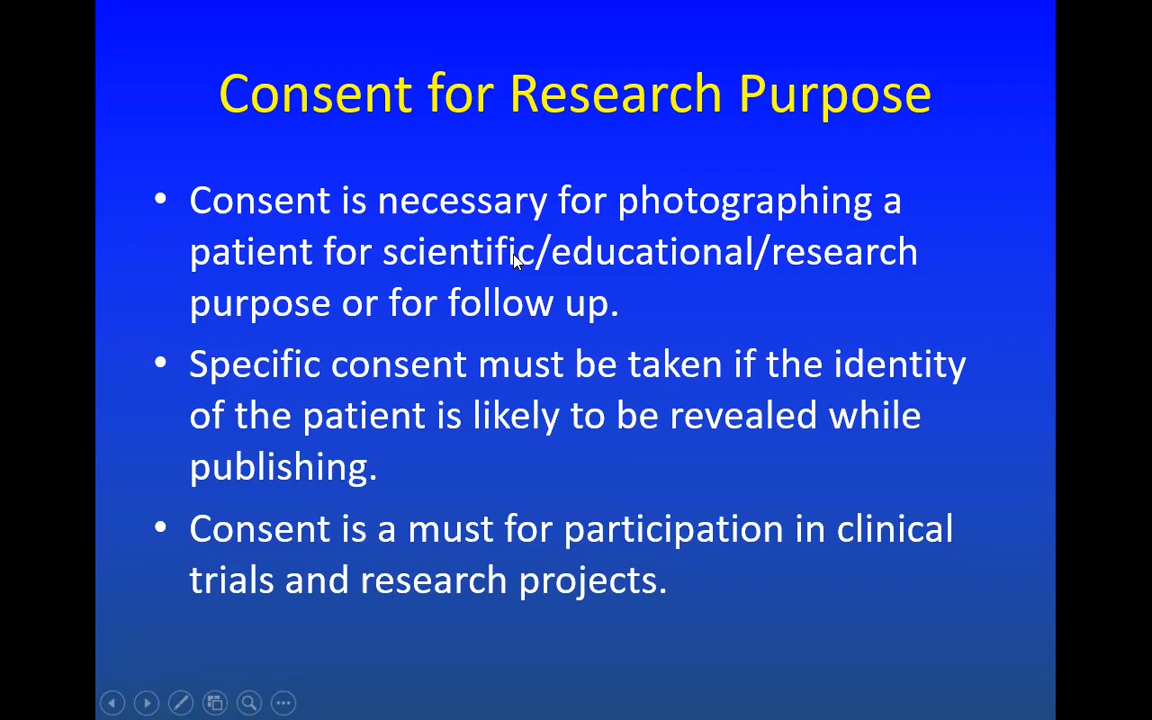 Consent for Research Purpose
• Consent is necessary for photographing a
patient for scientific/educational/research
purpose or for follow up.
• Specific consent must be taken if the identity
of the patient is likely to be revealed while
publishing.
• Consent is a must for participation in clinical
trials and research projects.